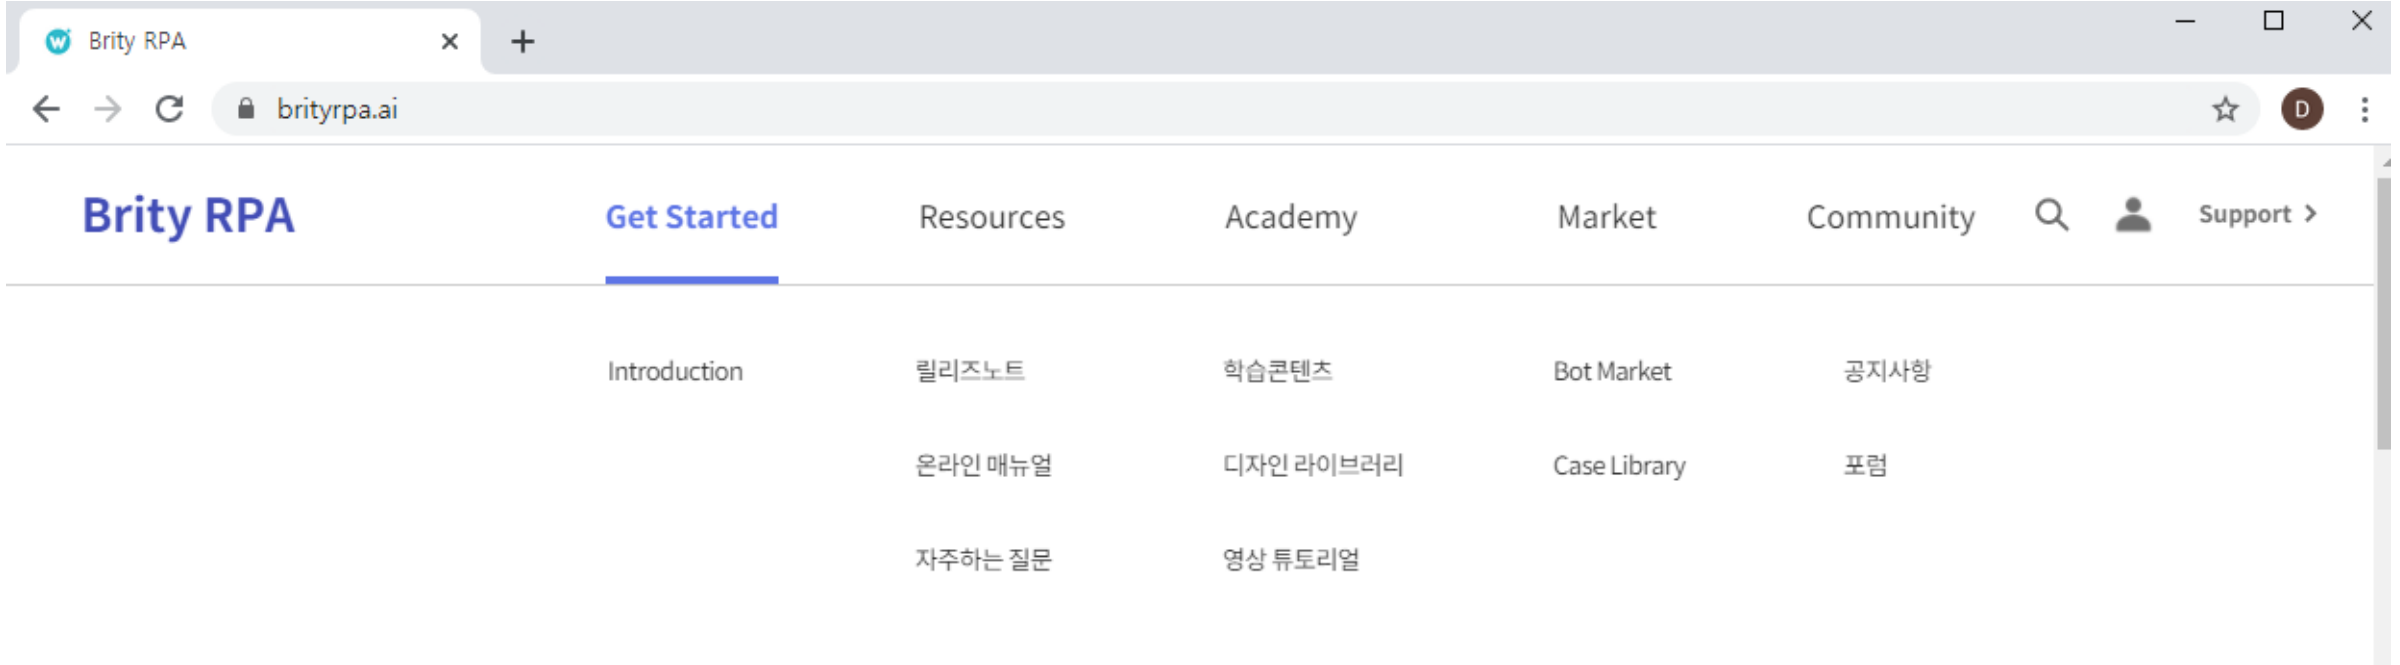 Brity RPA
brityrpa.ai
D
Brity RPA
Get Started Resources Academy Market Community Support >
Introduction 릴리즈노트 학습콘텐츠 Bot Market 공지사항
온라인 매뉴얼 디자인 라이브러리 Case Library 포럼
자주하는 질문 영상 튜토리얼